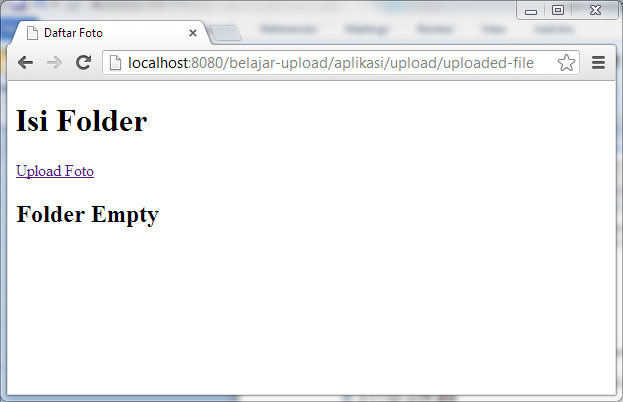 Daftar Foto
localhost:8080/belajar-upload/aplikasi/upload/uploaded-file
Isi Folder
Upload Foto
Folder Empty